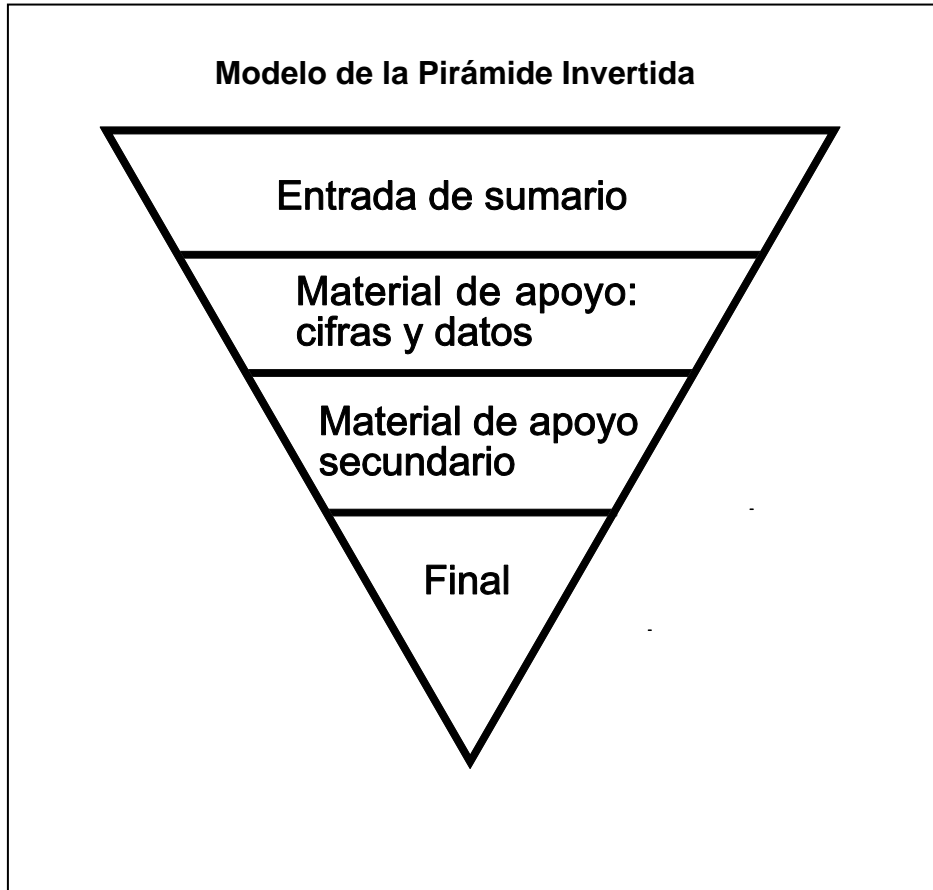 Modelo de la Pirámide Invertida
Entrada de sumario
Material de apoyo:
cifras y datos
Material de apoyo
secundario
Final